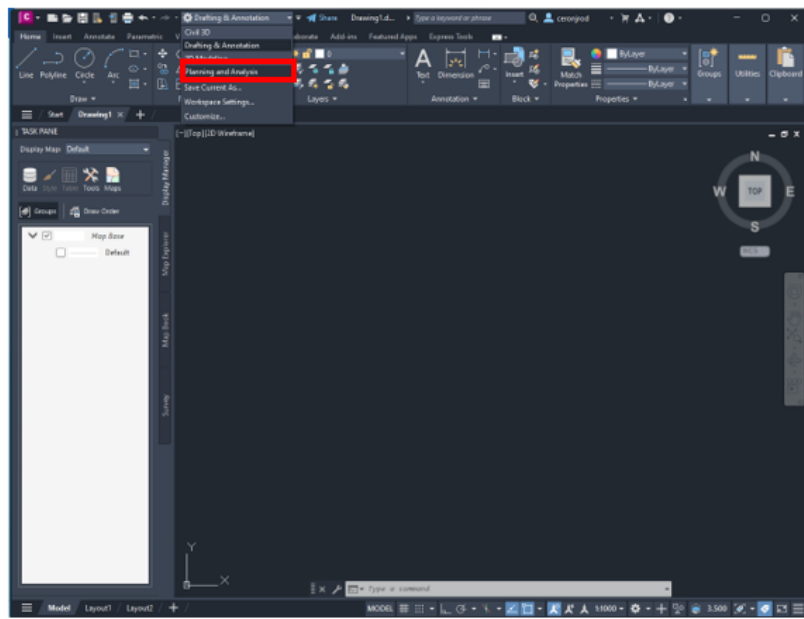 Drafting & Annotation
Share
Drawing1.d...
Type a keyword or phrase
Home Insert Annotate Parametric
Add-ins Featured Apps Express Tools
Civil 3D
Drafting & Annotation
3D Modeling
Planning and Analysis
Save Current As...
Workspace Settings...
Customize...
Line Polyline Circle Arc
Text Dimension
Insert
Match
Properties
ByLayer
ByLayer
ByLayer
Groups
Utilities
Clipboard
Draw
Layers
Annotation
Block
Properties
Start Drawing1
TASK PANE
[-][Top][2D Wireframe]
Display Map: Default
Data Style Table Tools Maps
Groups Draw Order
Map Base
Default
Display Manager
Map Explorer
Map Book
Survey
N
W
TOP
E
S
WCS
Y
X
Type a command
Model Layout1 Layout2
MODEL
1:1000
3.500